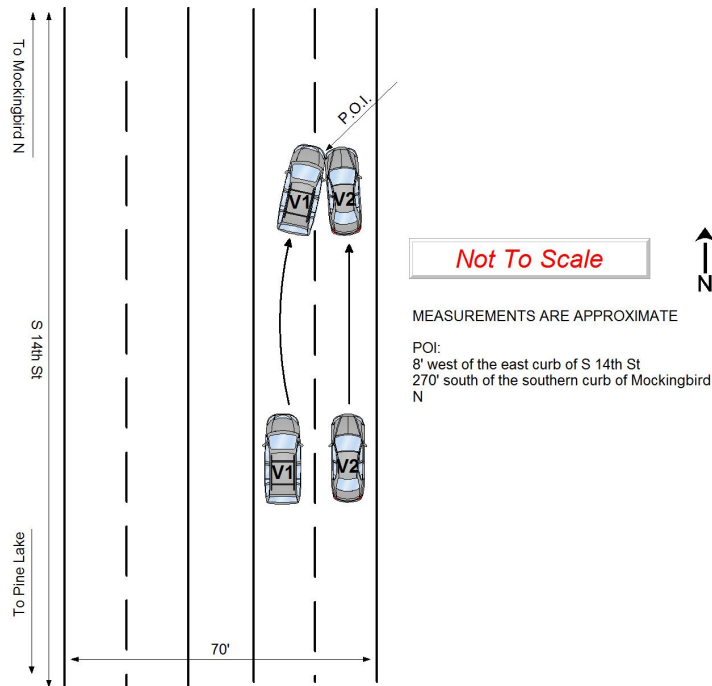 To Mockingbird N
S 14th St
To Pine Lake
P.O.I.
V1
V2
V1
V2
70'
Not To Scale
N
MEASUREMENTS ARE APPROXIMATE
POI:
8' west of the east curb of S 14th St
270' south of the southern curb of Mockingbird
N